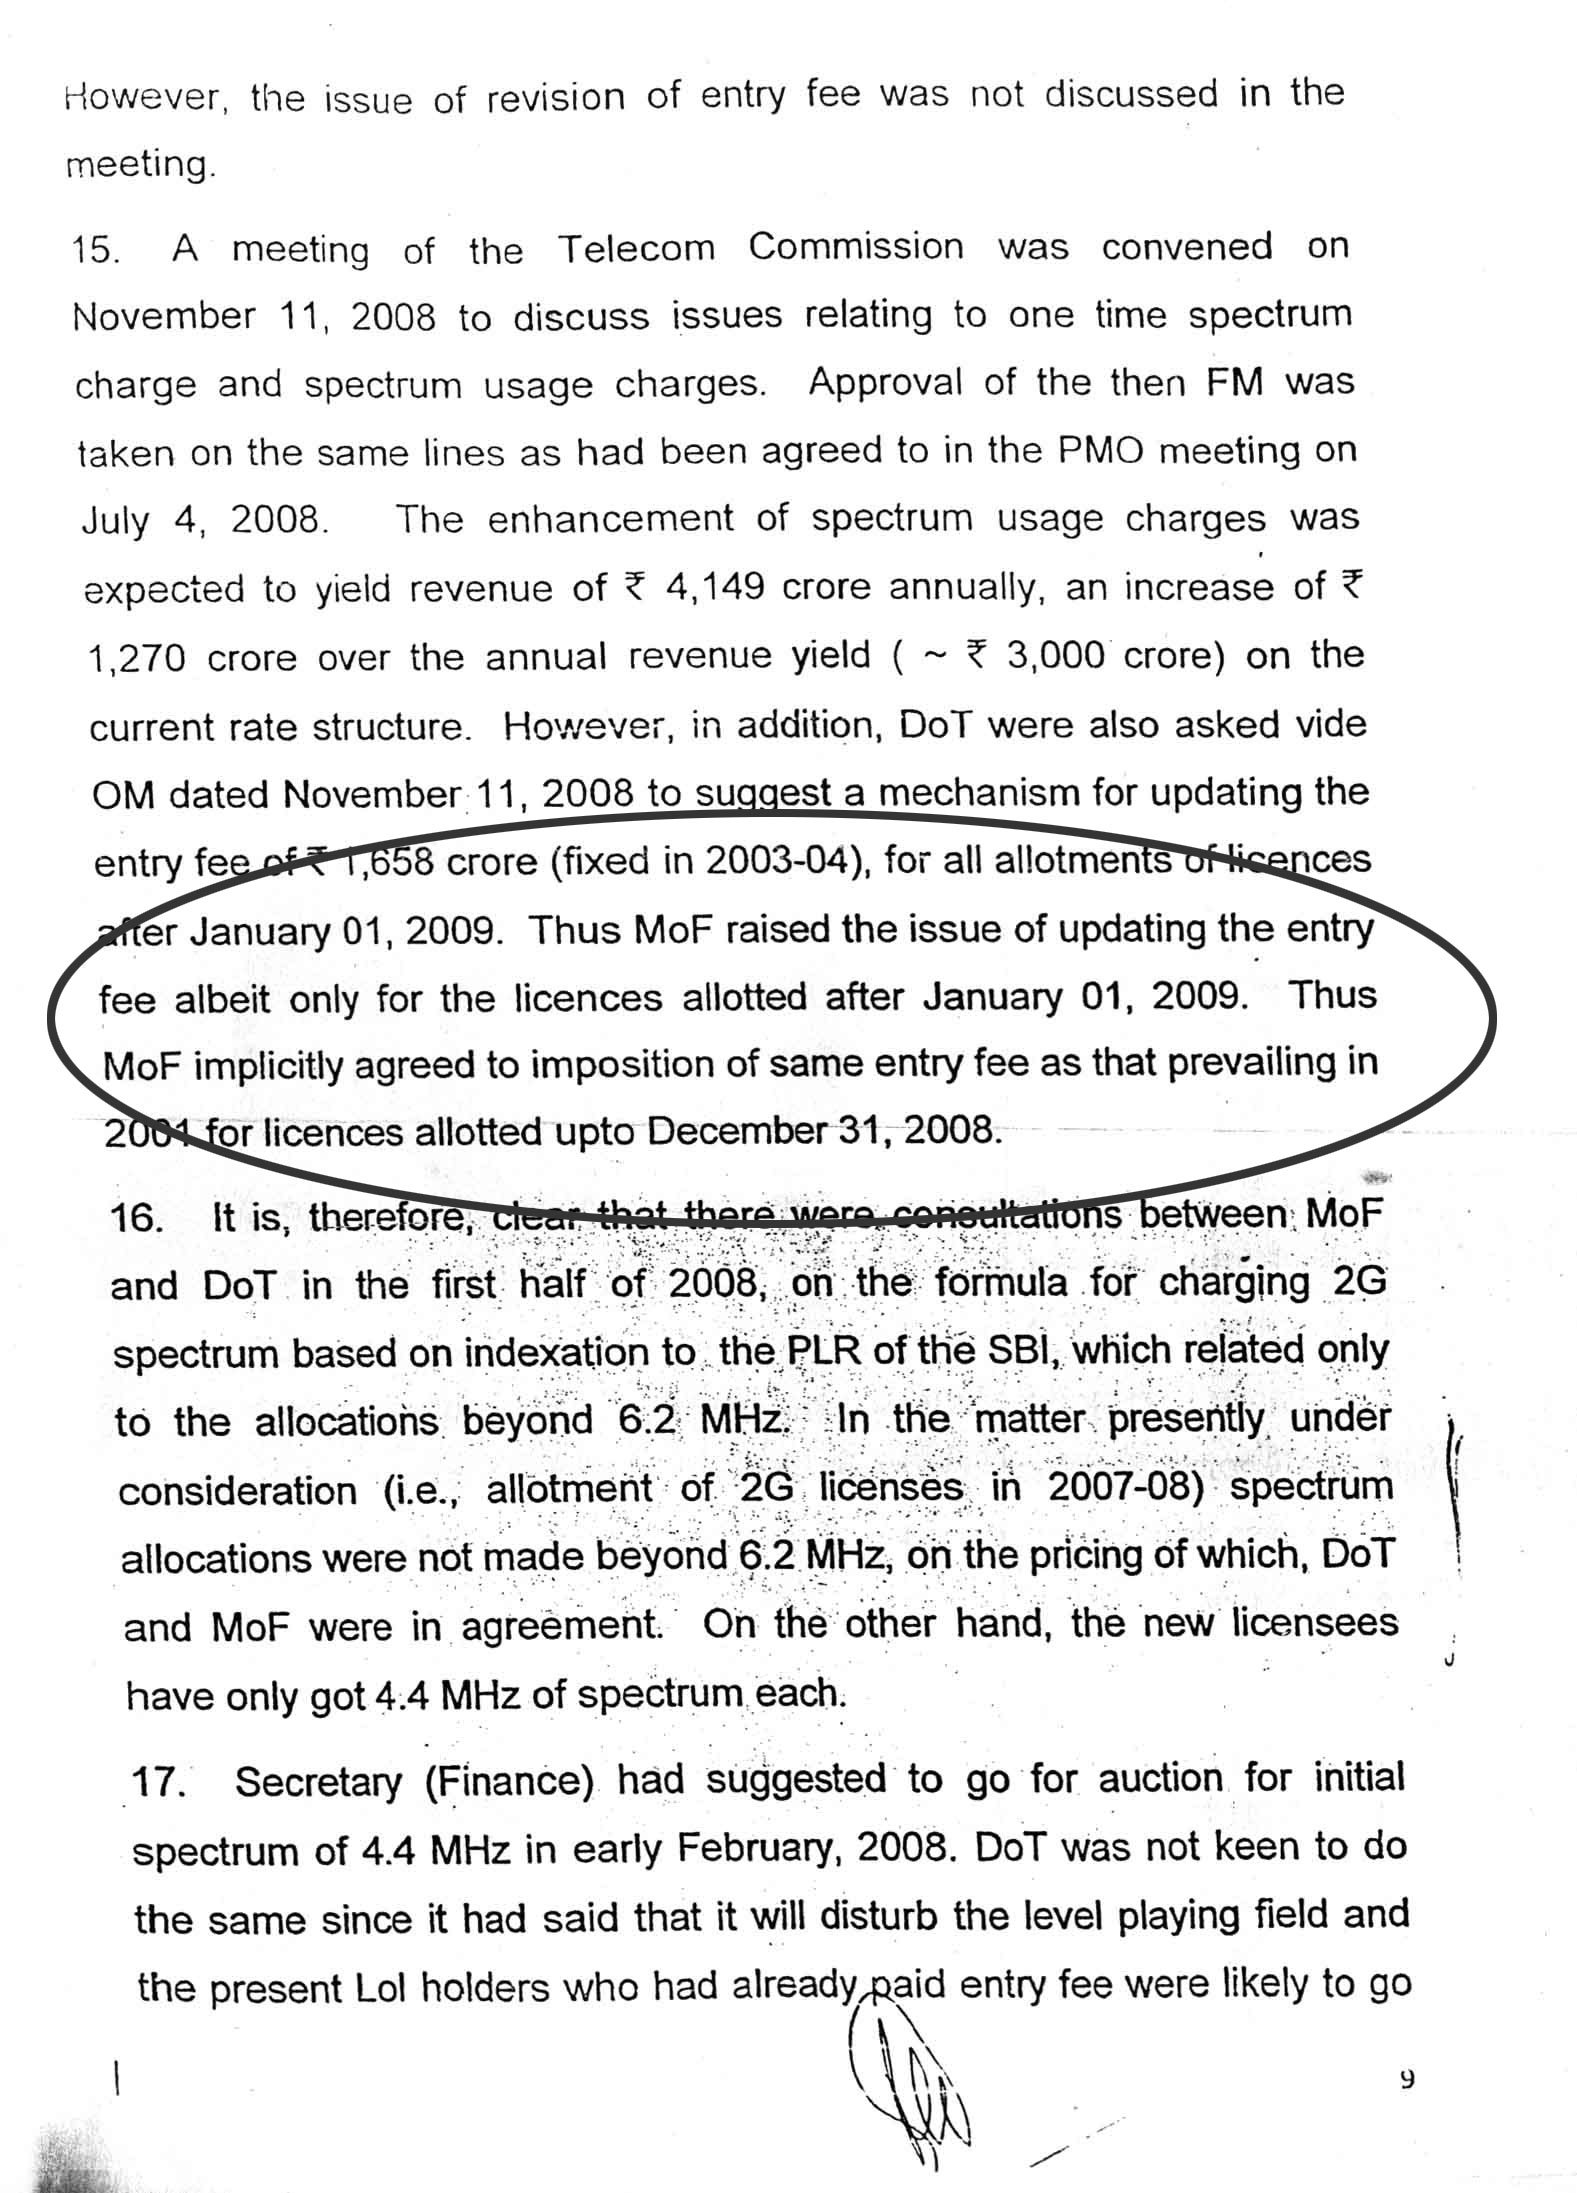 However, the issue of revision of entry fee was not discussed in the
meeting.
15. A meeting of the Telecom Commission was convened on
November 11, 2008 to discuss issues relating to one time spectrum
charge and spectrum usage charges. Approval of the then FM was
taken on the same lines as had been agreed to in the PMO meeting on
July 4, 2008. The enhancement of spectrum usage charges was
expected to yield revenue of ₹ 4,149 crore annually, an increase of ₹
1,270 crore over the annual revenue yield ( ~ ₹ 3,000 crore) on the
current rate structure. However, in addition, DoT were also asked vide
OM dated November 11, 2008 to suggest a mechanism for updating the
entry fee of ₹ 1,658 crore (fixed in 2003-04), for all allotments of licences
after January 01, 2009. Thus MoF raised the issue of updating the entry
fee albeit only for the licences allotted after January 01, 2009. Thus
MoF implicitly agreed to imposition of same entry fee as that prevailing in
2001 for licences allotted upto December 31, 2008.
16. It is, therefore, clear that there were consultations between MoF
and DoT in the first half of 2008, on the formula for charging 2G
spectrum based on indexation to the PLR of the SBI, which related only
to the allocations beyond 6.2 MHz. In the matter presently under
consideration (i.e., allotment of 2G licenses in 2007-08) spectrum
allocations were not made beyond 6.2 MHz, on the pricing of which, DoT
and MoF were in agreement. On the other hand, the new licensees
have only got 4.4 MHz of spectrum each.
17. Secretary (Finance) had suggested to go for auction for initial
spectrum of 4.4 MHz in early February, 2008. DoT was not keen to do
the same since it had said that it will disturb the level playing field and
the present LoI holders who had already paid entry fee were likely to go
9